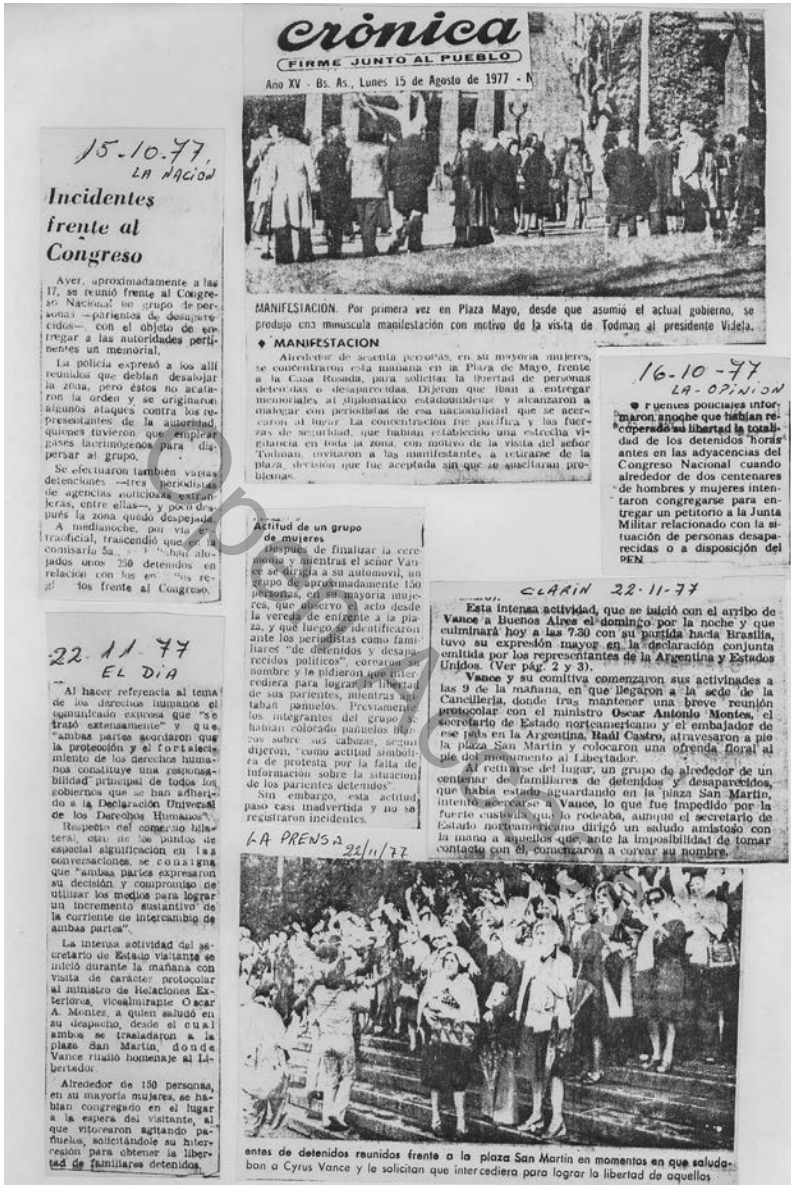 crónica
FIRME JUNTO AL PUEBLO
Año XV - Bs. As., Lunes 15 de Agosto de 1977 - N
MANIFESTACION. Por primera vez en Plaza Mayo, desde que asumió el actual gobierno, se
produjo una minúscula manifestación con motivo de la visita de Todman al presidente Videla.
MANIFESTACION
Alrededor de sesenta personas, en su mayoría mujeres,
se concentraron esta mañana en la Plaza de Mayo, frente
a la Casa Rosada, para solicitar la libertad de personas
detenidas o desaparecidas. Dijeron que iban a entregar
memoriales al diplomático estadounidense y alcanzaron a
dialogar con periodistas de esa nacionalidad que se acer-
caron al lugar. La concentración fue pacífica y las fuer-
zas de seguridad, que habían establecido una estrecha vi-
gilancia en toda la zona, con motivo de la visita del señor
Todman, invitaron a las manifestantes a retirarse de la
plaza, decisión que fue aceptada sin que se suscitaran pro-
blemas.
15-10-77,
LA NACION
Incidentes
frente al
Congreso
Ayer, aproximadamente a las
17, se reunió frente al Congre-
so Nacional un grupo de per-
sonas —parientes de desapare-
cidos—, con el objeto de en-
tregar a las autoridades perti-
nentes un memorial.
La policía expresó a los allí
reunidos que debían desalojar
la zona, pero éstos no acata-
ron la orden y se originaron
algunos ataques contra los re-
presentantes de la autoridad,
quienes tuvieron que emplear
gases lacrimógenos para dis-
persar al grupo.
Se efectuaron también varias
detenciones —tres periodistas
de agencias noticiosas extran-
jeras, entre ellas—, y poco des-
pués la zona quedó despejada.
A medianoche, por vía ex-
traoficial, trascendió que en la
comisaría 5a., alo-
jados unos 250 detenidos en
relación con los
frente al Congreso.
16-10-77
LA-OPINION
Fuentes policiales infor-
maron anoche que habían re-
cuperado su libertad la totali-
dad de los detenidos horas
antes en las adyacencias del
Congreso Nacional cuando
alrededor de dos centenares
de hombres y mujeres inten-
taron congregarse para en-
tregar un petitorio a la Junta
Militar relacionado con la si-
tuación de personas desapa-
recidas o a disposición del
PEN
Actitud de un grupo
de mujeres
Después de finalizar la cere-
monia y mientras el señor Van-
ce se dirigía a su automóvil, un
grupo de aproximadamente 150
personas, en su mayoría muje-
res, que observó el acto desde
la vereda de enfrente a la pla-
za, y que luego se identificaron
ante los periodistas como fami-
liares "de detenidos y desapa-
recidos políticos", corearon su
nombre y le pidieron que inter-
cediera para lograr la libertad
de sus parientes, mientras agi-
taban pañuelos. Previamente
los integrantes del grupo se
habían colocado pañuelos blan-
cos sobre sus cabezas, según
dijeron, "como actitud simbóli-
ca de protesta por la falta de
información sobre la situación
de los parientes detenidos".
Sin embargo, esta actitud
pasó casi inadvertida y no se
registraron incidentes.
LA PRENSA
22/11/77
CLARIN 22-11-77
Esta intensa actividad, que se inició con el arribo de
Vance a Buenos Aires el domingo por la noche y que
culminará hoy a las 7.30 con su partida hacia Brasilia,
tuvo su expresión mayor en la declaración conjunta
emitida por los representantes de la Argentina y Estados
Unidos. (Ver pág. 2 y 3).
Vance y su comitiva comenzaron sus actividades a
las 9 de la mañana, en que llegaron a la sede de la
Cancillería, donde tras mantener una breve reunión
protocolar con el ministro Oscar Antonio Montes, el
secretario de Estado norteamericano y el embajador de
ese país en la Argentina, Raúl Castro, atravesaron a pie
la plaza San Martín y colocaron una ofrenda floral al
pie del monumento al Libertador.
Al retirarse del lugar, un grupo de alrededor de un
centenar de familiares de detenidos y desaparecidos,
que había estado aguardando en la plaza San Martín,
intentó acercarse a Vance, lo que fue impedido por la
fuerte custodia que lo rodeaba, aunque el secretario de
Estado norteamericano dirigió un saludo amistoso con
la mano a aquellos que, ante la imposibilidad de tomar
contacto con él, comenzaron a corear su nombre.
22-11-77
EL DIA
Al hacer referencia al tema
de los derechos humanos el
comunicado expresa que "se
trató extensamente" y que
"ambas partes acordaron que
la protección y el fortaleci-
miento de los derechos huma-
nos constituye una responsa-
bilidad principal de todos los
gobiernos que se han adheri-
do a la Declaración Universal
de los Derechos Humanos".
Respecto del comercio bila-
teral, otro de los puntos de
especial significación en las
conversaciones, se consigna
que "ambas partes expresaron
su decisión y compromiso de
utilizar los medios para lograr
un incremento sustantivo de
la corriente de intercambio de
ambas partes".
La intensa actividad del se-
cretario de Estado visitante se
inició durante la mañana con
visita de carácter protocolar
al ministro de Relaciones Ex-
teriores, vicealmirante Oscar
A. Montes, a quien saludó en
su despacho, desde el cual
ambos se trasladaron a la
plaza San Martín, donde
Vance rindió homenaje al Li-
bertador.
Alrededor de 150 personas,
en su mayoría mujeres, se ha-
bían congregado en el lugar
a la espera del visitante, al
que vitorearon agitando pa-
ñuelos, solicitándole su inter-
cesión para obtener la liber-
tad de familiares detenidos.
entes de detenidos reunidos frente a la plaza San Martín en momentos en que saluda-
ban a Cyrus Vance y le solicitan que intercediera para lograr la libertad de aquellos
Open Access